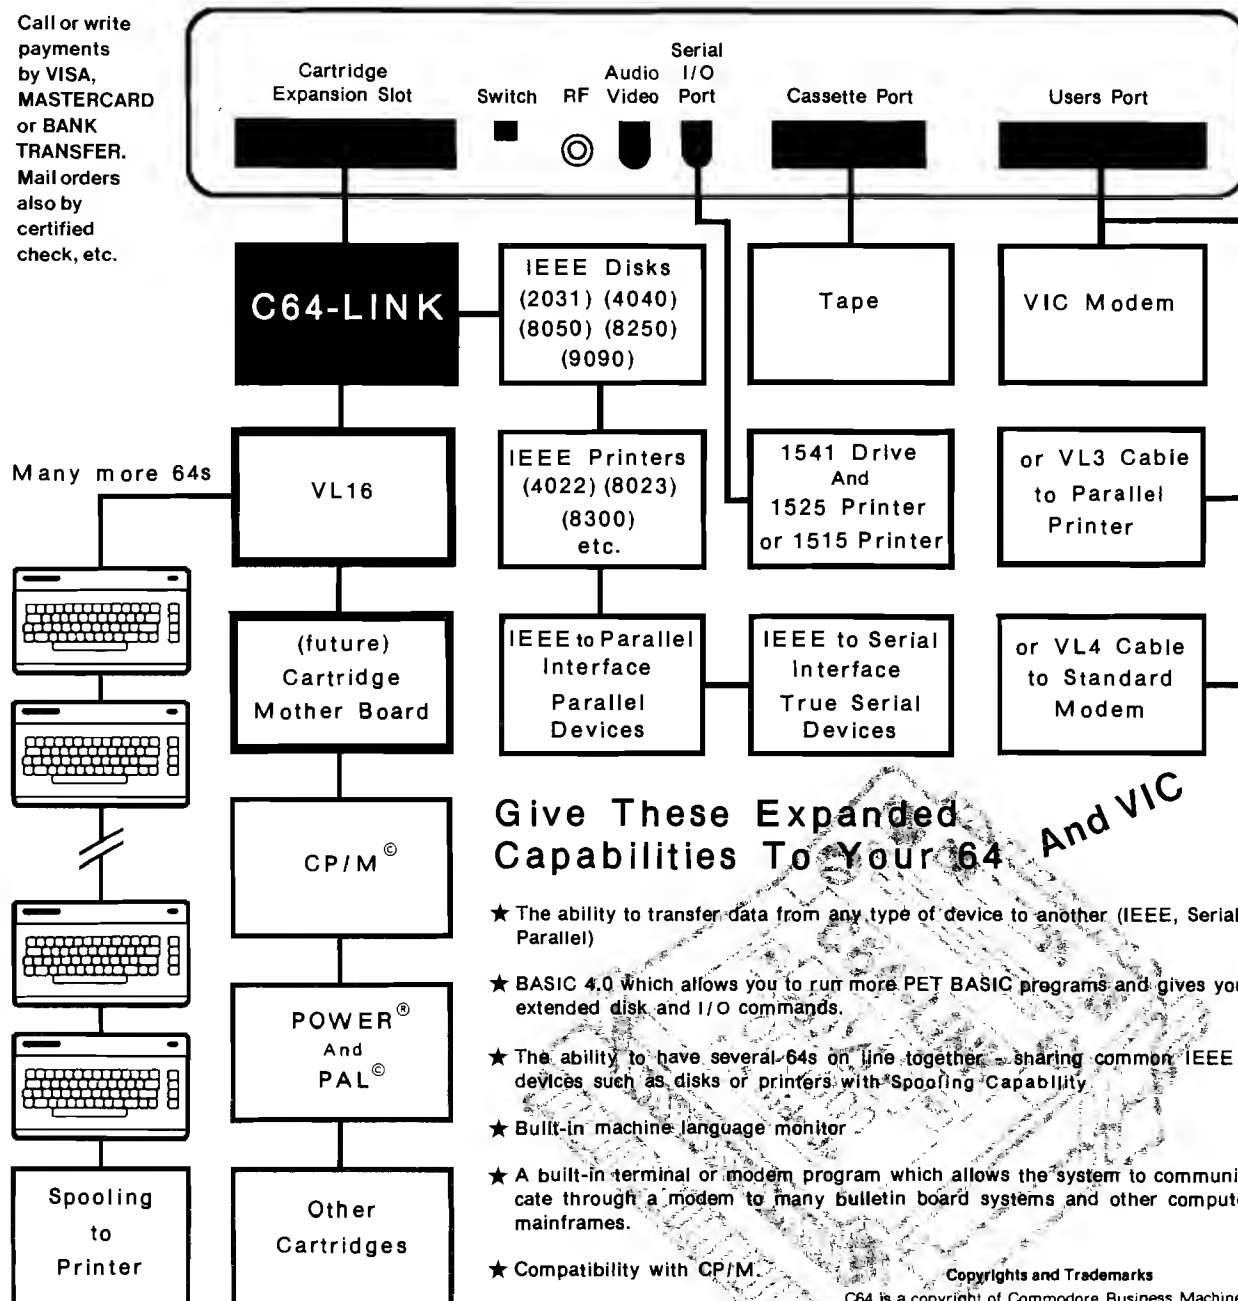 Call or write
payments
by VISA,
MASTERCARD
or BANK
TRANSFER.
Mail orders
also by
certified
check, etc.
Cartridge
Expansion Slot
Switch
RF
Audio
Video
Serial
I/O
Port
Cassette Port
Users Port
C64-LINK
IEEE Disks
(2031) (4040)
(8050) (8250)
(9090)
Tape
VIC Modem
Many more 64s
VL16
IEEE Printers
(4022) (8023)
(8300)
etc.
1541 Drive
And
1525 Printer
or 1515 Printer
or VL3 Cable
to Parallel
Printer
(future)
Cartridge
Mother Board
IEEE to Parallel
Interface
Parallel
Devices
IEEE to Serial
Interface
True Serial
Devices
or VL4 Cable
to Standard
Modem
CP/M©
POWER®
And
PAL©
Other
Cartridges
Spooling
to
Printer
Give These Expanded
Capabilities To Your 64
And VIC
★ The ability to transfer data from any type of device to another (IEEE, Serial
Parallel)
★ BASIC 4.0 which allows you to run more PET BASIC programs and gives you
extended disk and I/O commands.
★ The ability to have several 64s on line together - sharing common IEEE
devices such as disks or printers with Spooling Capability
★ Built-in machine language monitor
★ A built-in terminal or modem program which allows the system to communi
cate through a modem to many bulletin board systems and other compute
mainframes.
★ Compatibility with CP/M.
Copyrights and Trademarks
C64 is a copyright of Commodore Business Machine